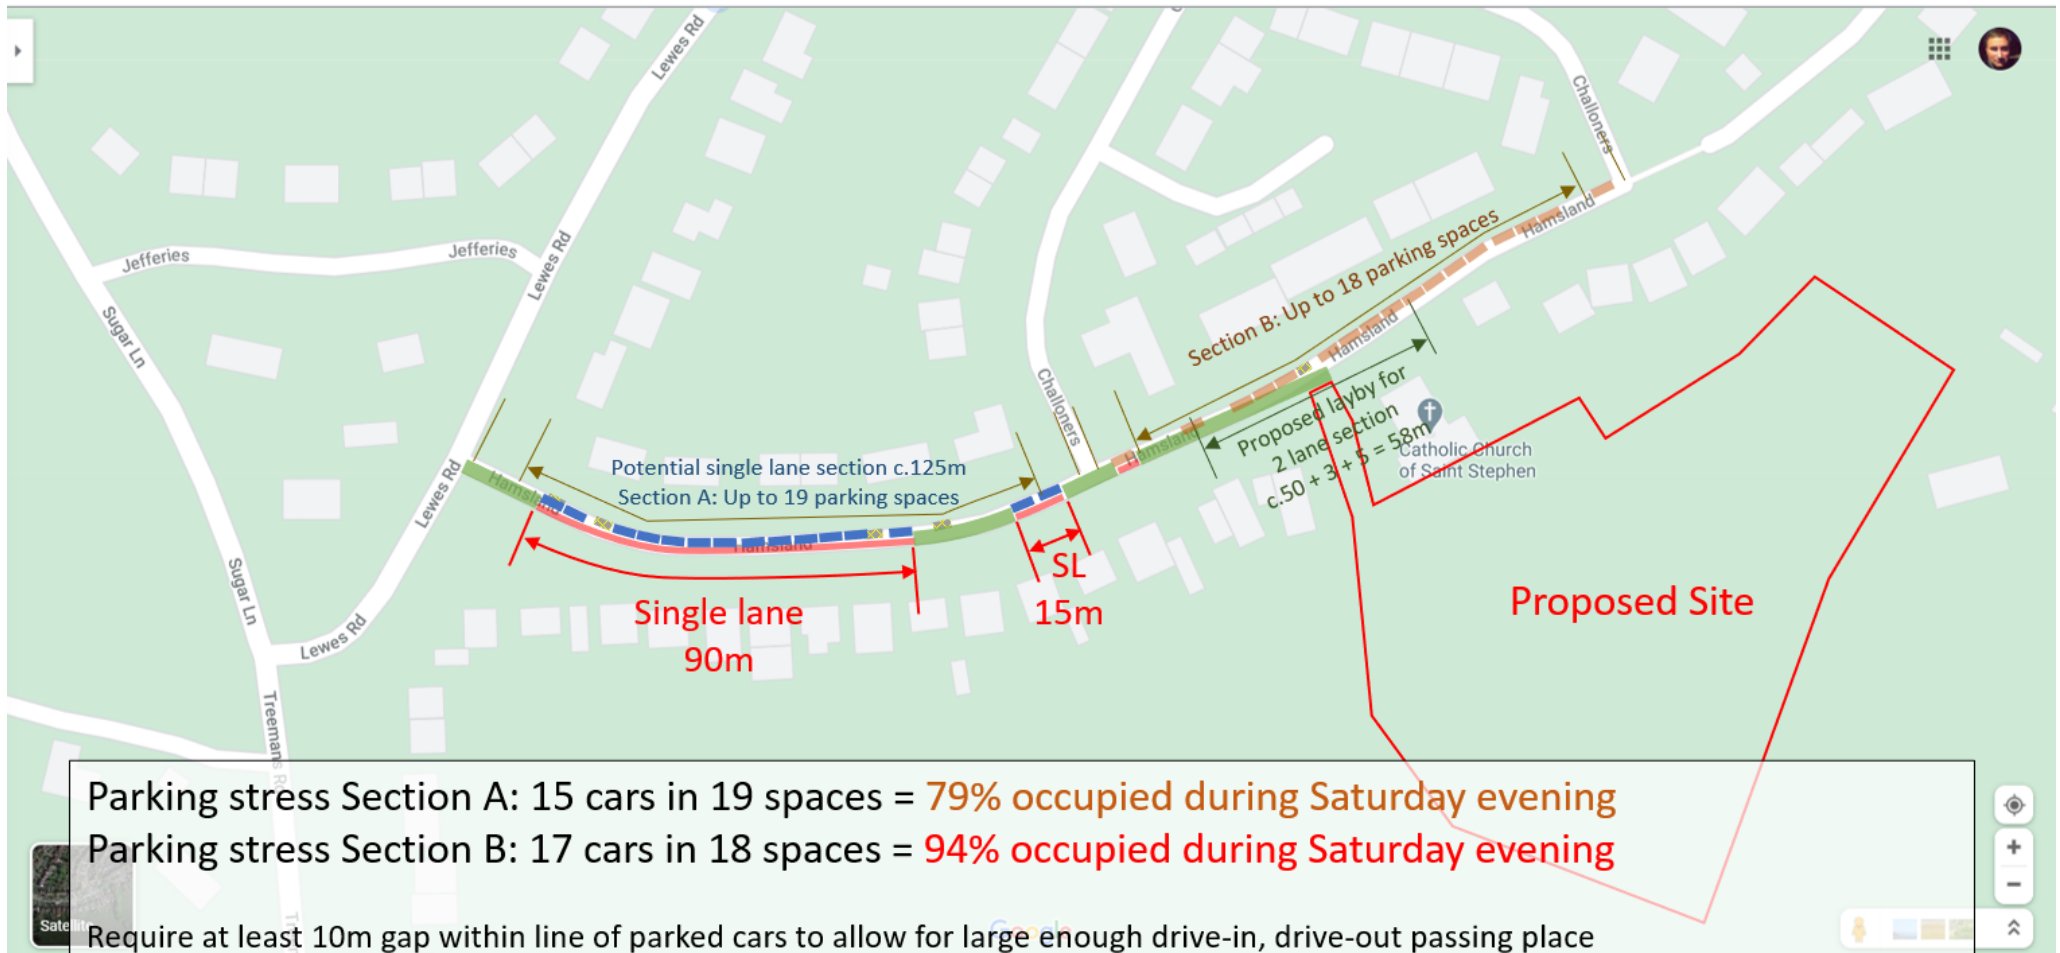 Lewes Rd
Challoners
Jefferies
Jefferies
Lewes Rd
Hamsland
Section B: Up to 18 parking spaces
Sugar Ln
Hamsland
Challoners
Proposed layby for
2 lane section
c.50 + 3 + 5 = 58m
Hamsland
Catholic Church
of Saint Stephen
Potential single lane section c.125m
Section A: Up to 19 parking spaces
Lewes Rd
Hamsland
Hamsland
SL
15m
Single lane
90m
Proposed Site
Sugar Ln
Lewes Rd
Treemans Rd
Parking stress Section A: 15 cars in 19 spaces = 79% occupied during Saturday evening
Parking stress Section B: 17 cars in 18 spaces = 94% occupied during Saturday evening
Satellite
Google
Require at least 10m gap within line of parked cars to allow for large enough drive-in, drive-out passing place